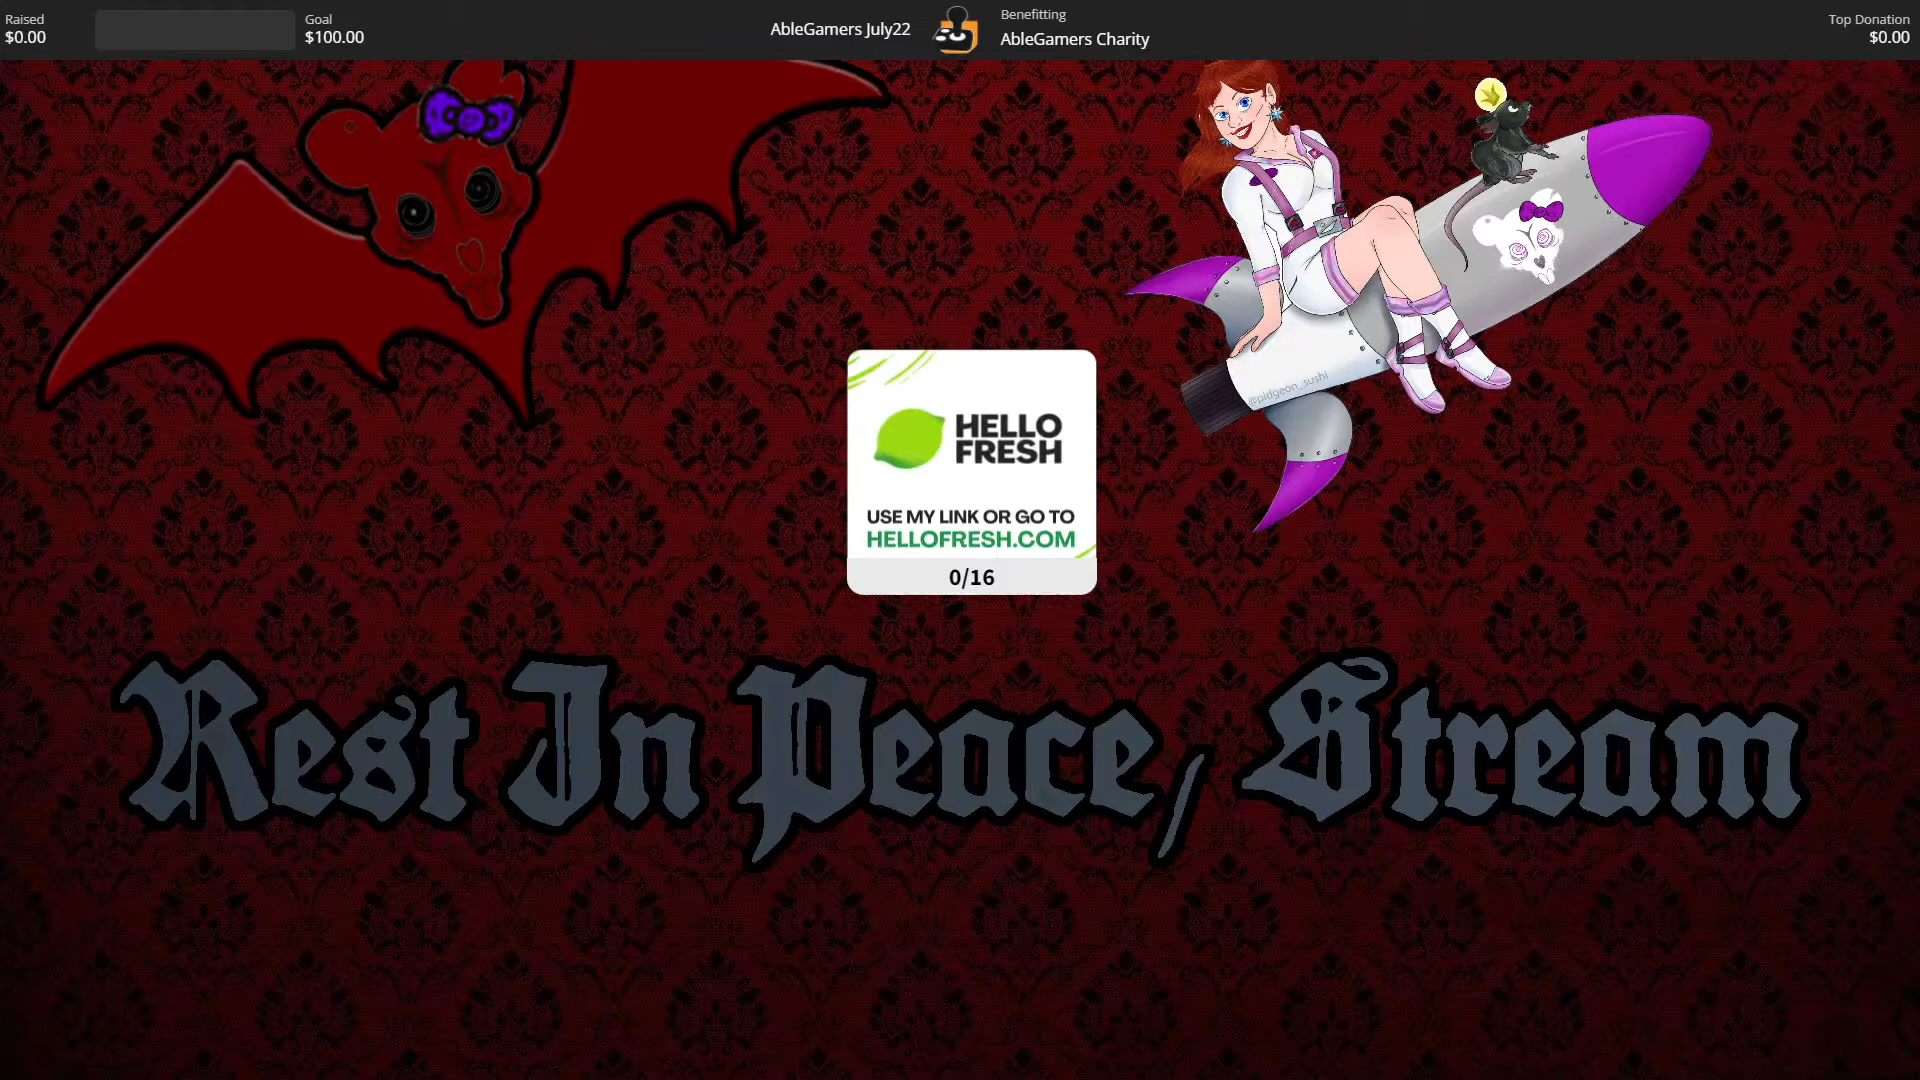 Raised
$0.00
Goal
$100.00
AbleGamers July22
Benefitting
AbleGamers Charity
Top Donation
$0.00
@pidgeon_sushi
HELLO
FRESH
USE MY LINK OR GO TO
HELLOFRESH.COM
0/16
Rest In Peace, Stream